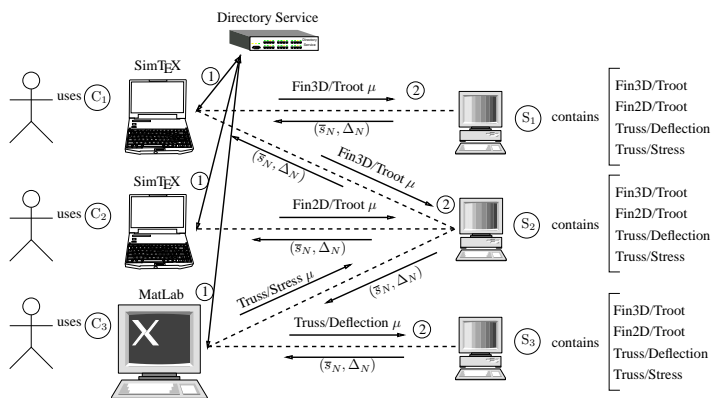 Directory Service
Directory
Service
SimTEX
uses C1
1
Fin3D/Troot μ
2
(s̅N, ΔN)
S1 contains
Fin3D/Troot
Fin2D/Troot
Truss/Deflection
Truss/Stress
(s̅N, ΔN)
Fin3D/Troot μ
SimTEX
uses C2
1
Fin2D/Troot μ
2
(s̅N, ΔN)
S2 contains
Fin3D/Troot
Fin2D/Troot
Truss/Deflection
Truss/Stress
Truss/Stress μ
(s̅N, ΔN)
MatLab
X
uses C3
1
Truss/Deflection μ
2
(s̅N, ΔN)
S3 contains
Fin3D/Troot
Fin2D/Troot
Truss/Deflection
Truss/Stress